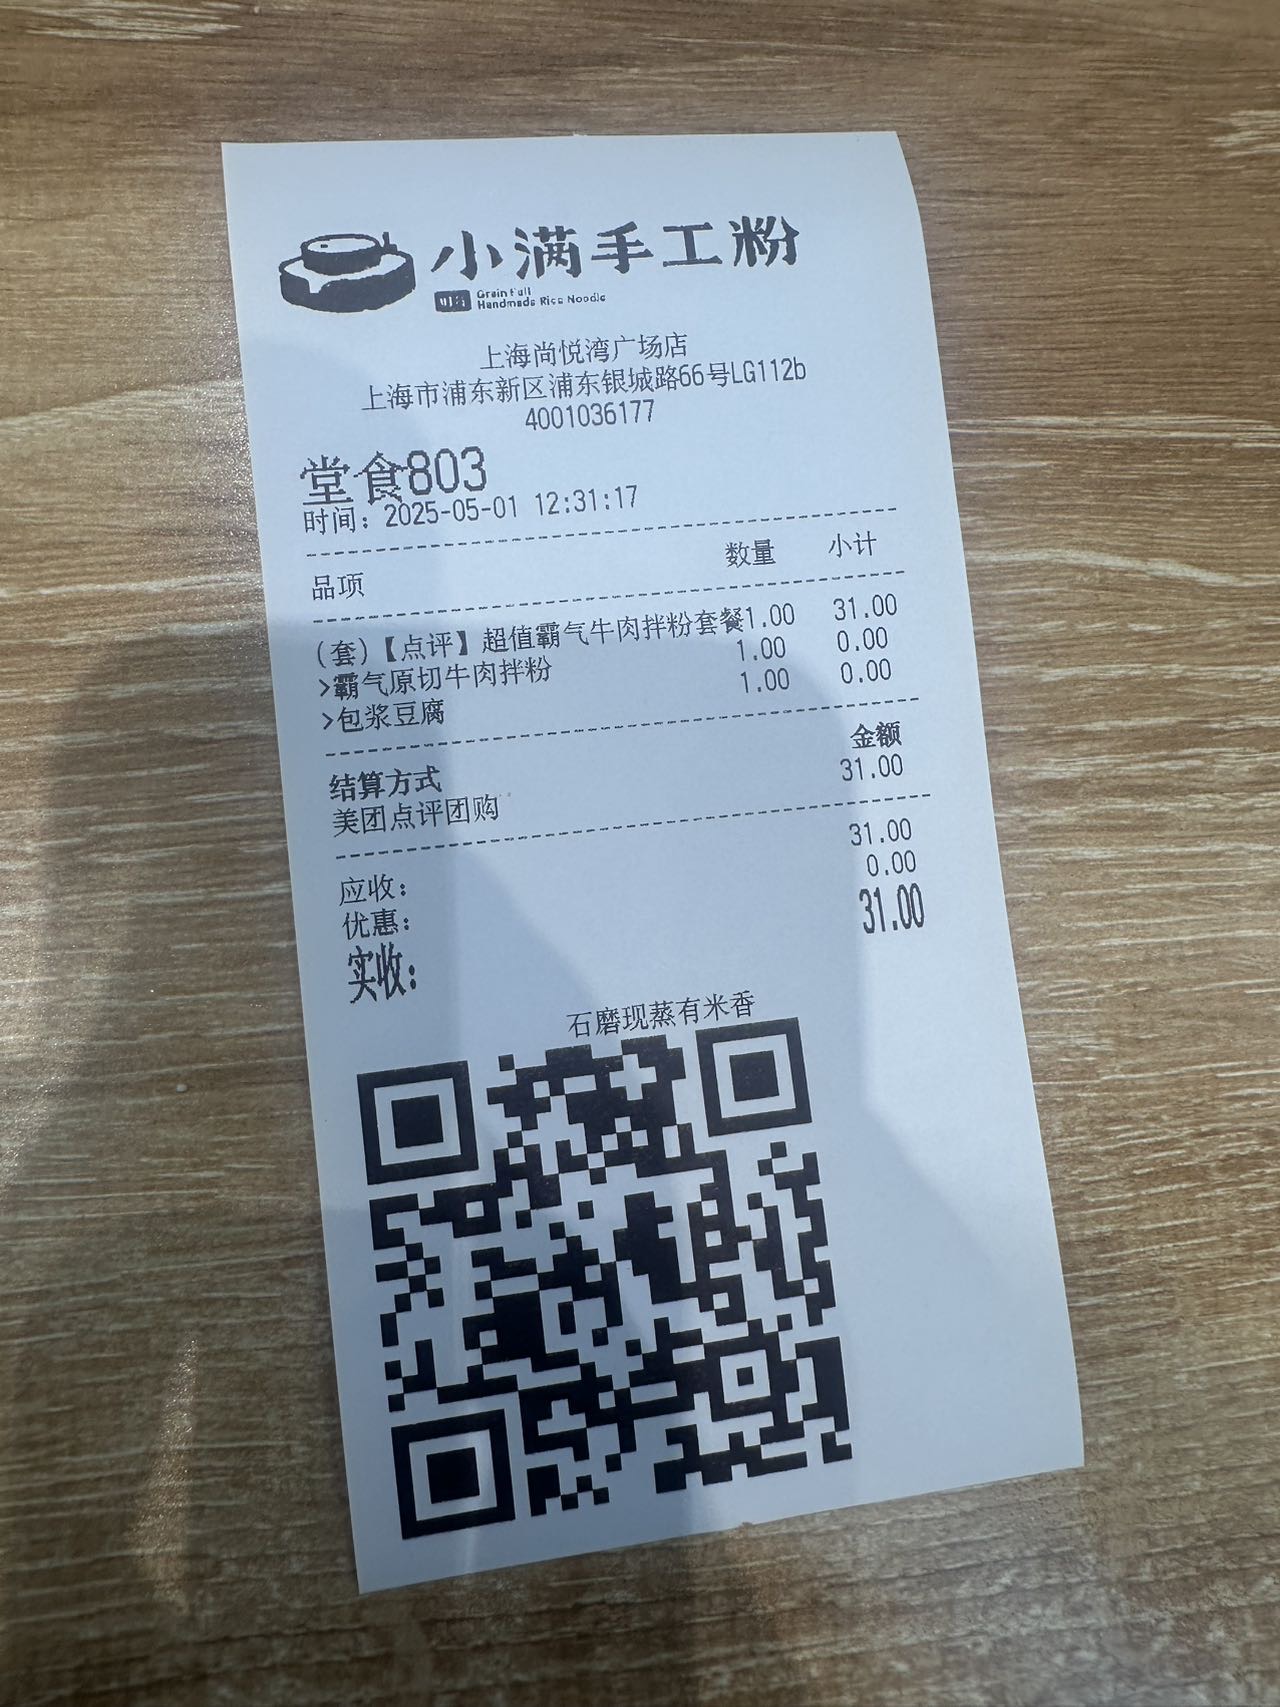 小满手工粉
Grain Full
Handmade Rice Noodle
上海尚悦湾广场店
上海市浦东新区浦东银城路66号LG112b
4001036177
堂食803
时间：2025-05-01 12:31:17
品项 数量 小计
(套)【点评】超值霸气牛肉拌粉套餐1.00 31.00
>霸气原切牛肉拌粉 1.00 0.00
>包浆豆腐 1.00 0.00
结算方式 金额
美团点评团购 31.00
应收： 31.00
优惠： 0.00
实收： 31.00
石磨现蒸有米香